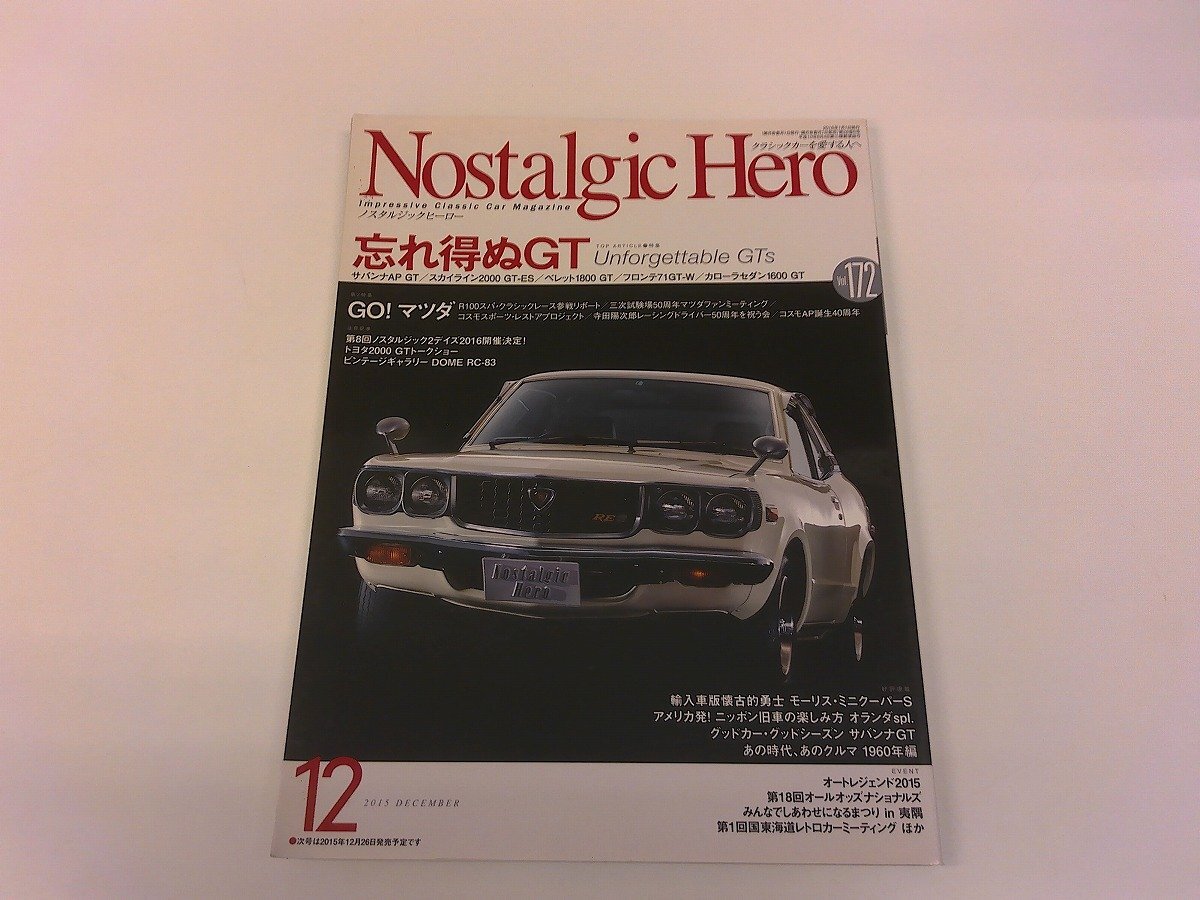 Nostalgic Hero
クラシックカーを愛する人へ
Impressive Classic Car Magazine
ノスタルジックヒーロー
忘れ得ぬGT
TOP ARTICLE●特集
Unforgettable GTs
サバンナAP GT/スカイライン2000 GT-ES/ベレット1800 GT/フロンテ71GT-W/カローラセダン1600 GT
Vol.172
GO! マツダ
R100スパ・クラシックレース参戦リポート/三次試験場50周年マツダファンミーティング/
コスモスポーツ・レストアプロジェクト/寺田陽次郎レーシングドライバー50周年を祝う会/コスモAP誕生40周年
第8回ノスタルジック2デイズ2016開催決定!
トヨタ2000 GTトークショー
ビンテージギャラリー DOME RC-83
RE
Nostalgic
Hero
輸入車版懐古的勇士 モーリス・ミニクーパーS
アメリカ発! ニッポン旧車の楽しみ方 オランダspl.
グッドカー・グッドシーズン サバンナGT
あの時代、あのクルマ 1960年編
EVENT
オートレジェンド2015
第18回オールオッズナショナルズ
みんなでしあわせになるまつり in 夷隅
第1回国東海道レトロカーミーティング ほか
12
2015 DECEMBER
●次号は2015年12月26日発売予定です